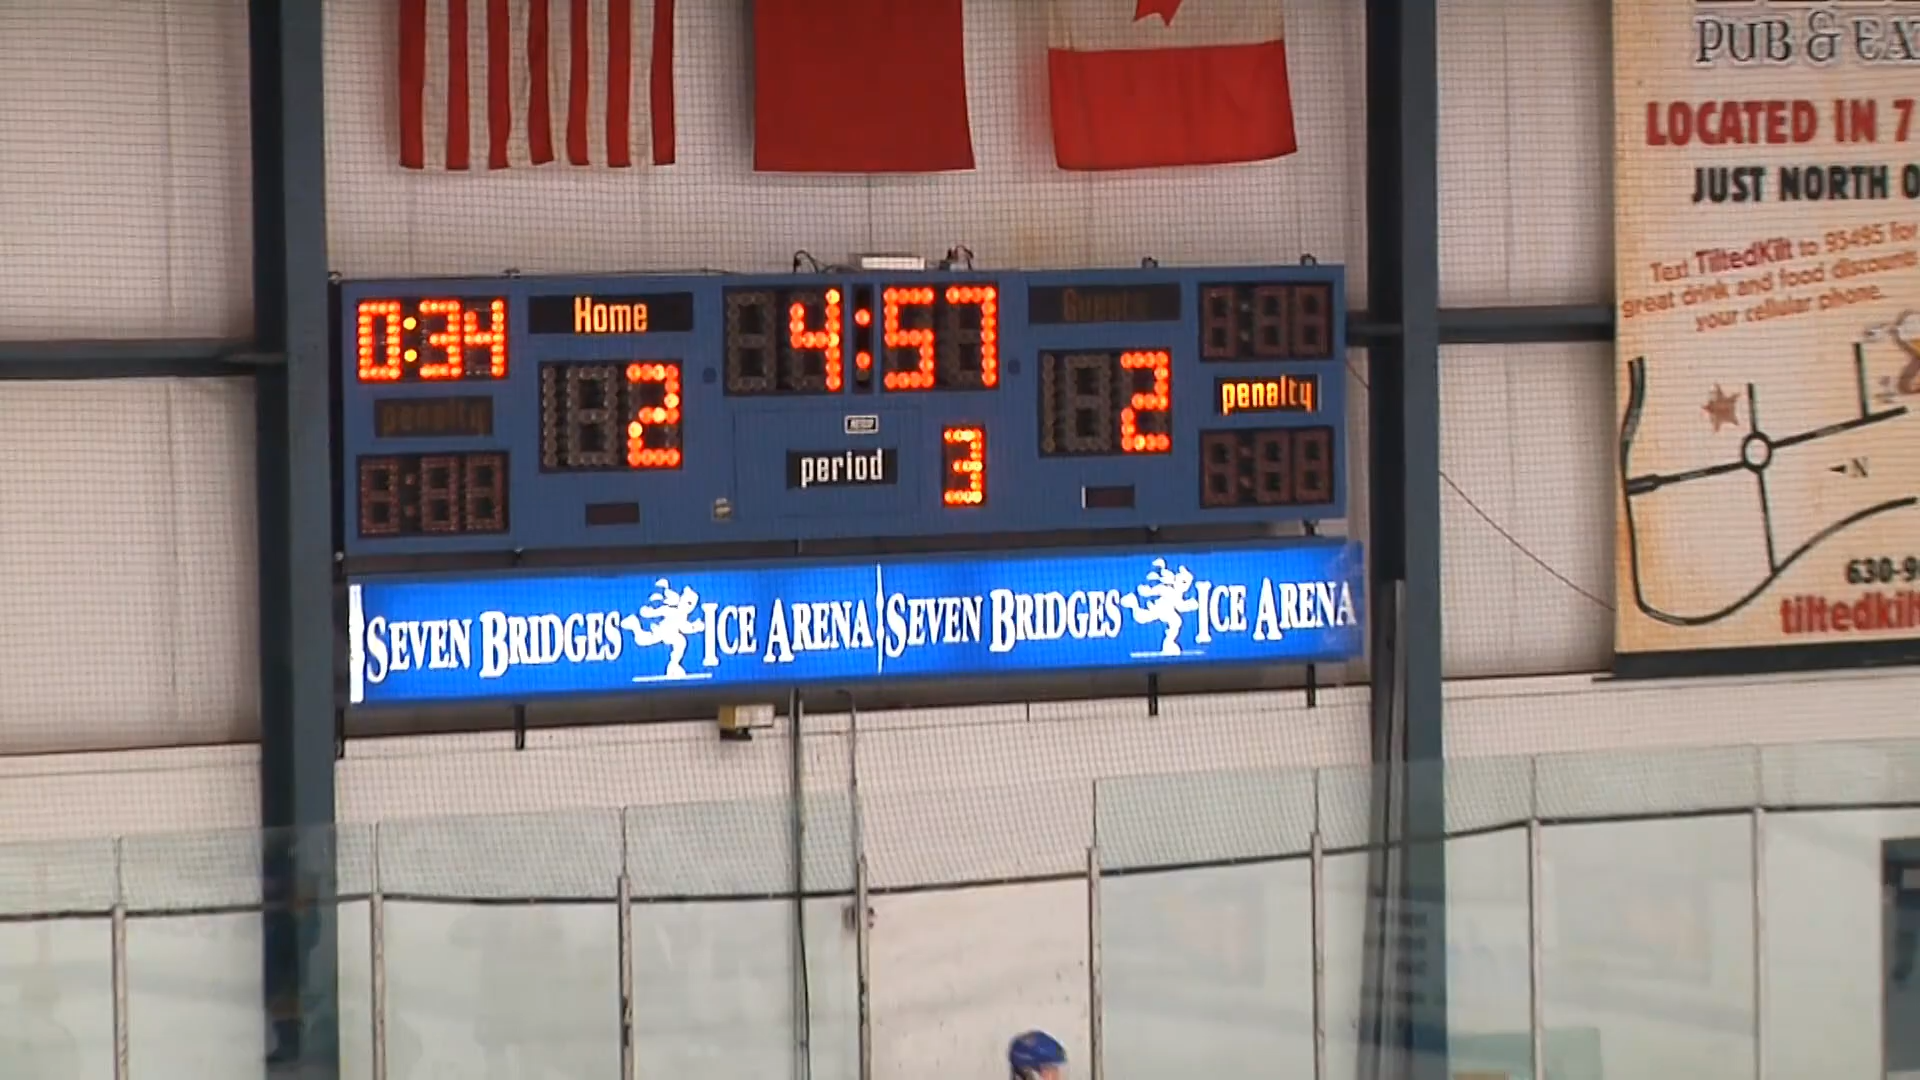 PUB & EA
LOCATED IN 7
JUST NORTH O
Text TiltedKilt to 95495 for
great drink and food discounts
your cellular phone.
N
630-9
tiltedkilt
0:34
Home
4:57
Guests
penalty
2
2
penalty
period
3
SEVEN BRIDGES ICE ARENA SEVEN BRIDGES ICE ARENA